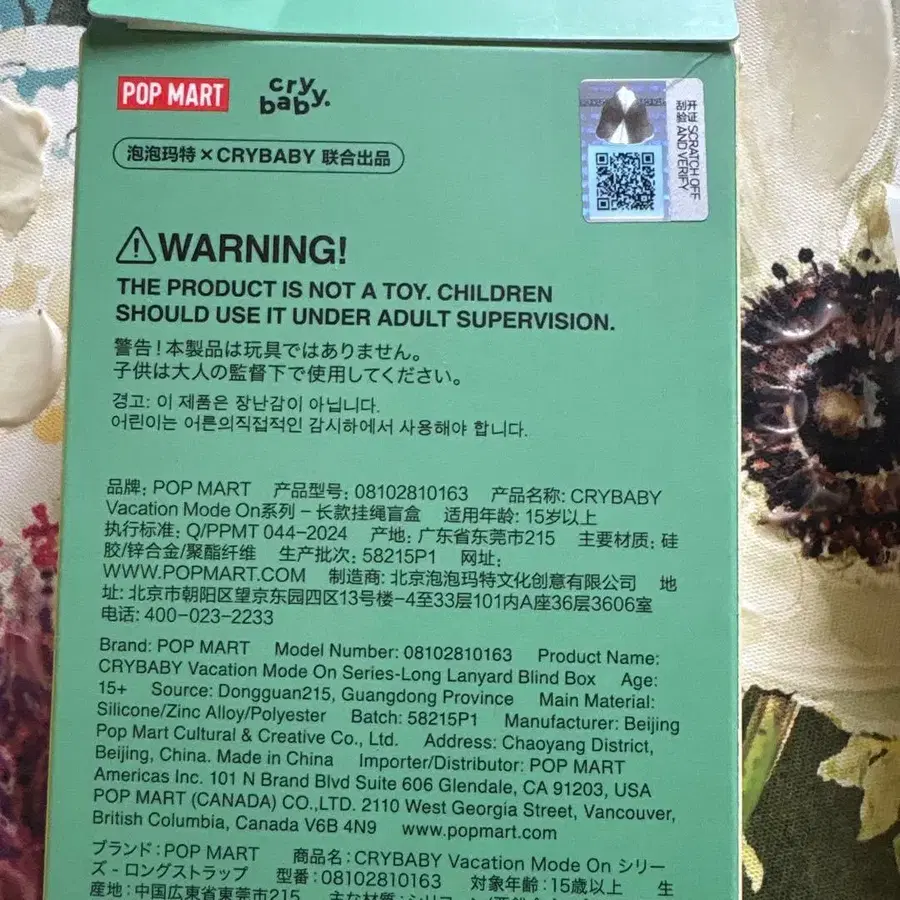 POP MART
cry
baby.
泡泡玛特×CRYBABY 联合出品
开证
刮验
SCRATCH OFF
AND VERIFY
WARNING!
THE PRODUCT IS NOT A TOY. CHILDREN
SHOULD USE IT UNDER ADULT SUPERVISION.
警告!本製品は玩具ではありません。
子供は大人の監督下で使用してください。
경고: 이 제품은 장난감이 아닙니다.
어린이는 어른의직접적인 감시하에서 사용해야 합니다.
品牌: POP MART 产品型号: 08102810163 产品名称: CRYBABY
Vacation Mode On系列 – 长款挂绳盲盒 适用年龄: 15岁以上
执行标准: Q/PPMT 044-2024 产地: 广东省东莞市215 主要材质: 硅
胶/锌合金/聚酯纤维 生产批次: 58215P1 网址:
WWW.POPMART.COM 制造商: 北京泡泡玛特文化创意有限公司 地
址: 北京市朝阳区望京东园四区13号楼-4至33层101内A座36层3606室
电话: 400-023-2233
Brand: POP MART Model Number: 08102810163 Product Name:
CRYBABY Vacation Mode On Series-Long Lanyard Blind Box Age:
15+ Source: Dongguan215, Guangdong Province Main Material:
Silicone/Zinc Alloy/Polyester Batch: 58215P1 Manufacturer: Beijing
Pop Mart Cultural & Creative Co., Ltd. Address: Chaoyang District,
Beijing, China. Made in China Importer/Distributor: POP MART
Americas Inc. 101 N Brand Blvd Suite 606 Glendale, CA 91203, USA
POP MART (CANADA) CO.,LTD. 2110 West Georgia Street, Vancouver,
British Columbia, Canada V6B 4N9 www.popmart.com
ブランド:POP MART 商品名:CRYBABY Vacation Mode On シリー
ズ - ロングストラップ 型番:08102810163 対象年齢:15歳以上 生
産地:中国広東省東莞市215